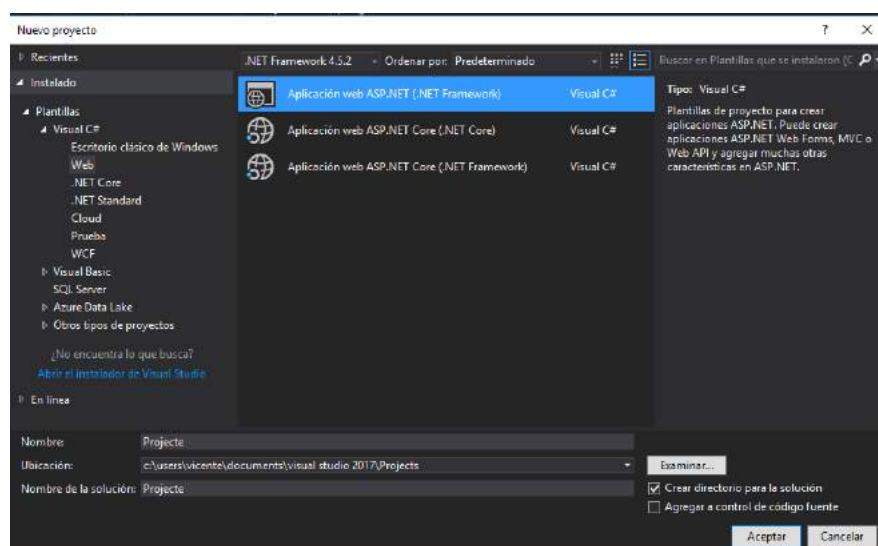 Nuevo proyecto
Recientes
.NET Framework 4.5.2 Ordenar por: Predeterminado
Buscar en Plantillas que se instalaron (C
Instalado
Plantillas
Visual C#
Escritorio clásico de Windows
Web
.NET Core
.NET Standard
Cloud
Prueba
WCF
Visual Basic
SQL Server
Azure Data Lake
Otros tipos de proyectos
¿No encuentra lo que busca?
Abrir el instalador de Visual Studio
En línea
Aplicación web ASP.NET (.NET Framework) Visual C#
Aplicación web ASP.NET Core (.NET Core) Visual C#
Aplicación web ASP.NET Core (.NET Framework) Visual C#
Tipo: Visual C#
Plantillas de proyecto para crear
aplicaciones ASP.NET. Puede crear
aplicaciones ASP.NET Web Forms, MVC o
Web API y agregar muchas otras
características en ASP.NET.
Nombre: Projecte
Ubicación: c:\users\vicente\documents\visual studio 2017\Projects
Examinar...
Nombre de la solución: Projecte
Crear directorio para la solución
Agregar a control de código fuente
Aceptar Cancelar